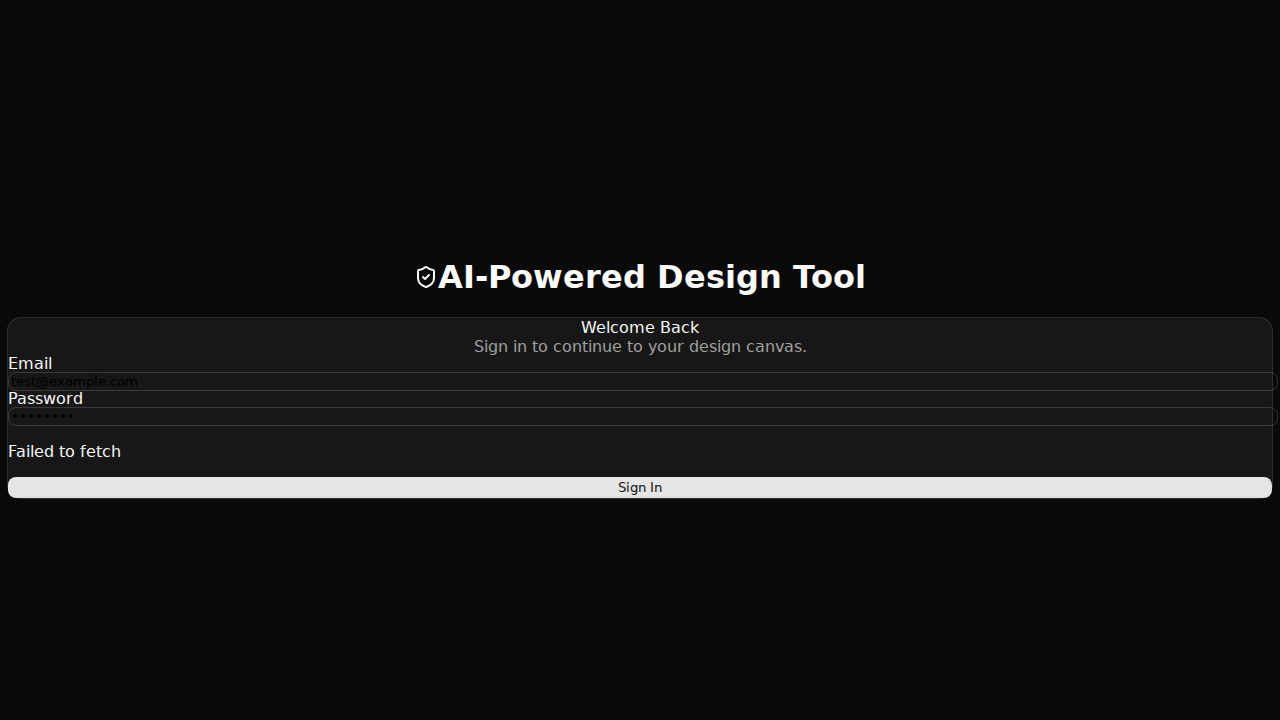 AI-Powered Design Tool
Welcome Back
Sign in to continue to your design canvas.
Email
test@example.com
Password
••••••••
Failed to fetch
Sign In